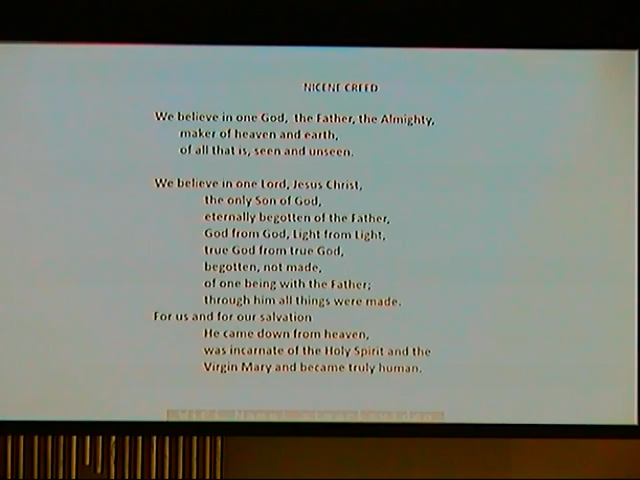 NICENE CREED
We believe in one God, the Father, the Almighty,
maker of heaven and earth,
of all that is, seen and unseen.
We believe in one Lord, Jesus Christ,
the only Son of God,
eternally begotten of the Father,
God from God, Light from Light,
true God from true God,
begotten, not made,
of one being with the Father;
through him all things were made.
For us and for our salvation
He came down from heaven,
was incarnate of the Holy Spirit and the
Virgin Mary and became truly human.